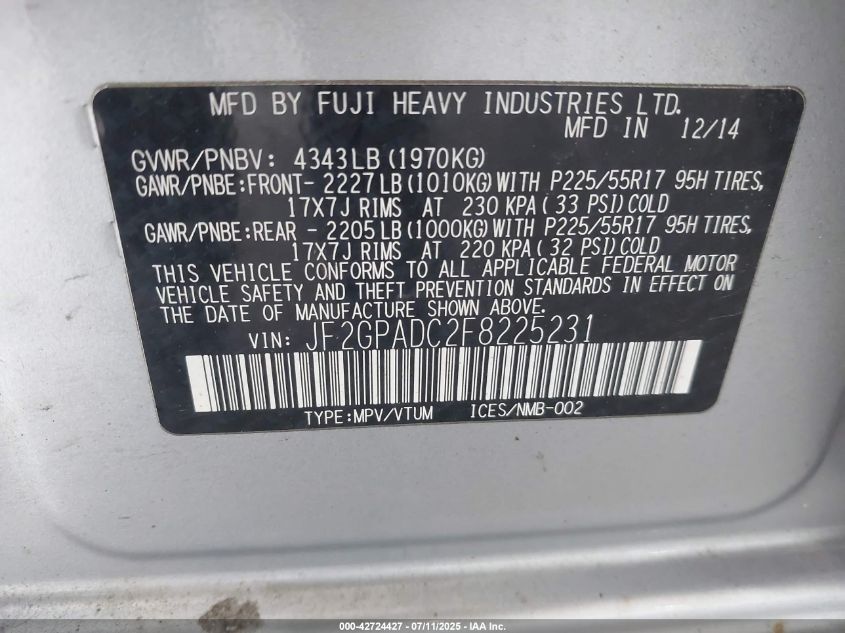 MFD BY FUJI HEAVY INDUSTRIES LTD.
MFD IN 12/14
GVWR/PNBV: 4343LB(1970KG)
GAWR/PNBE:FRONT- 2227LB(1010KG)WITH P225/55R17 95H TIRES,
17X7J RIMS AT 230 KPA( 33 PSI)COLD
GAWR/PNBE:REAR - 2205LB(1000KG)WITH P225/55R17 95H TIRES,
17X7J RIMS AT 220 KPA( 32 PSI)COLD
THIS VEHICLE CONFORMS TO ALL APPLICABLE FEDERAL MOTOR
VEHICLE SAFETY AND THEFT PREVENTION STANDARDS IN EFFECT ON
THE DATE OF MANUFACTURE SHOWN ABOVE.
VIN: JF2GPADC2F8225231
TYPE:MPV/VTUM ICES/NMB-002
000-42724427 - 07/11/2025 - IAA Inc.